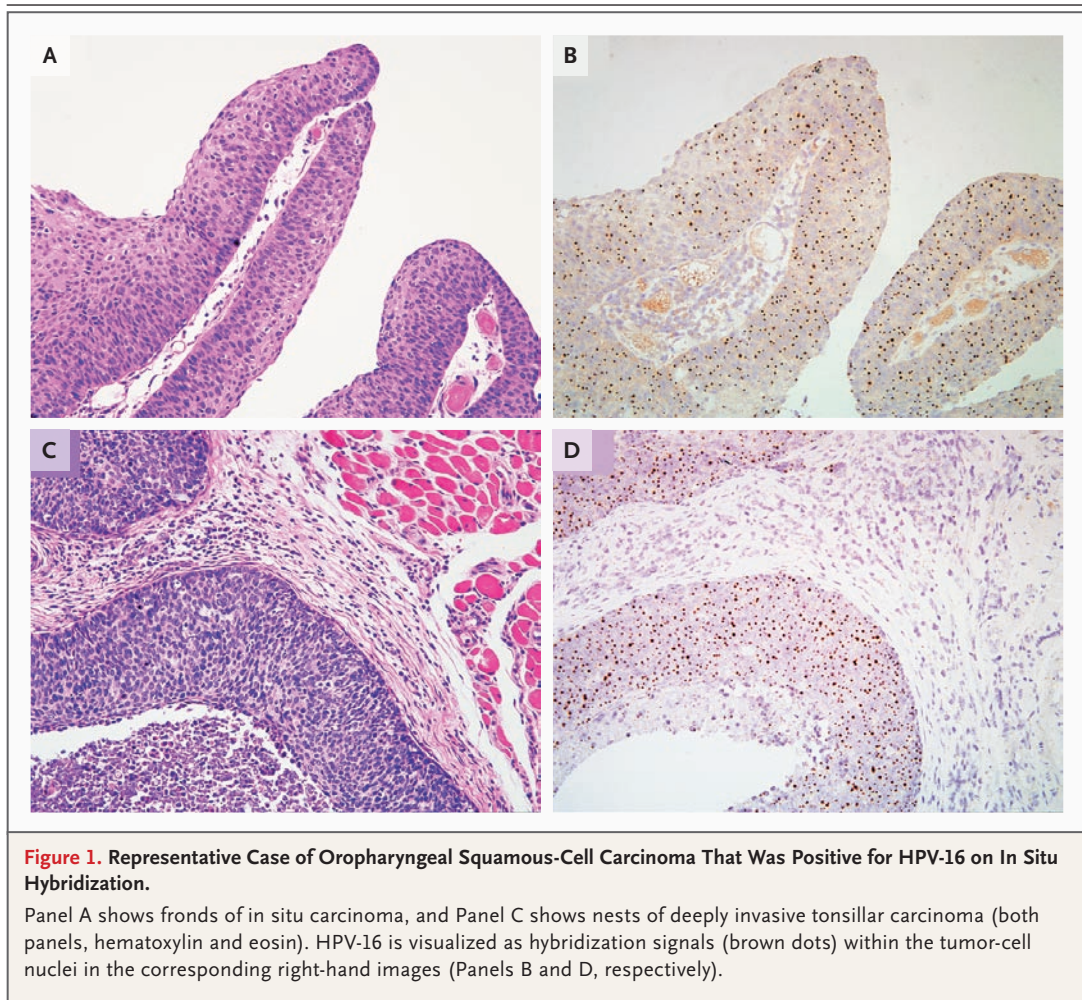 A
B
C
D
Figure 1. Representative Case of Oropharyngeal Squamous-Cell Carcinoma That Was Positive for HPV-16 on In Situ
Hybridization.
Panel A shows fronds of in situ carcinoma, and Panel C shows nests of deeply invasive tonsillar carcinoma (both
panels, hematoxylin and eosin). HPV-16 is visualized as hybridization signals (brown dots) within the tumor-cell
nuclei in the corresponding right-hand images (Panels B and D, respectively).